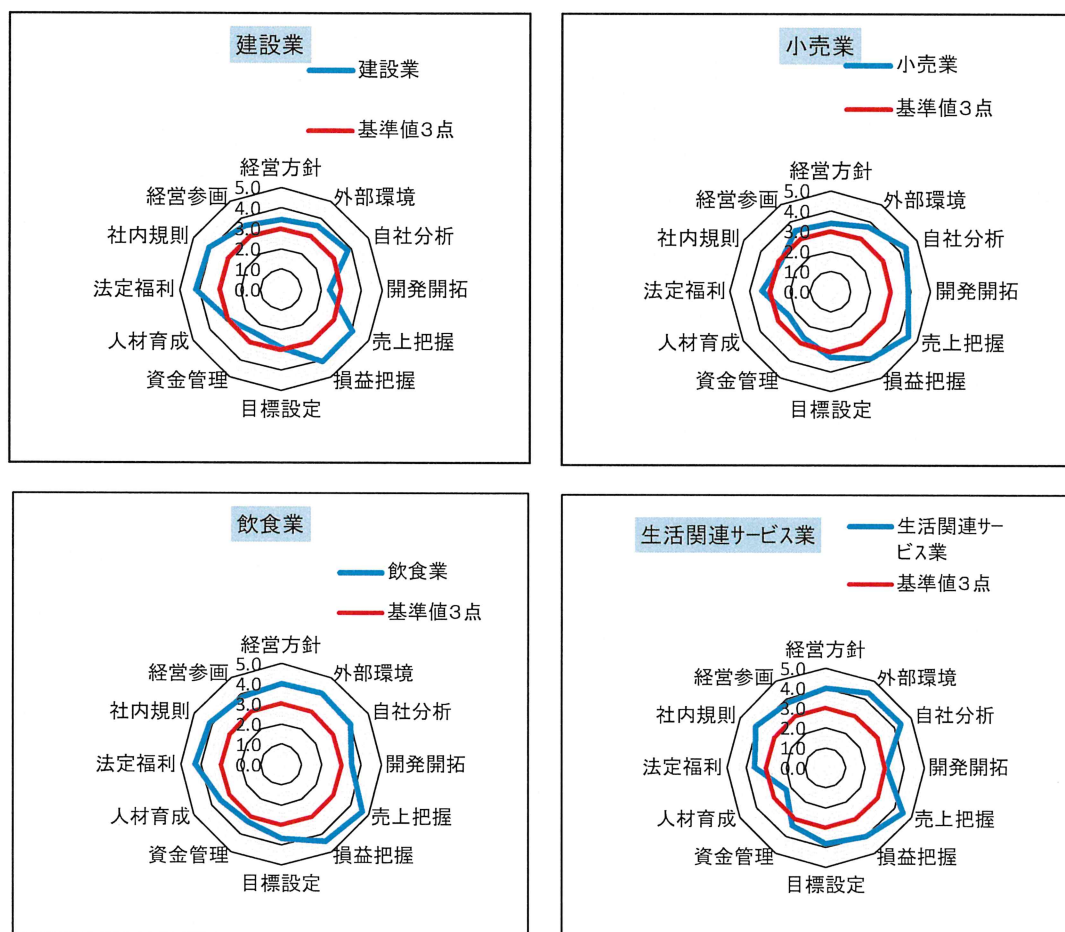 建設業
建設業
基準値3点
経営方針
外部環境
自社分析
開発開拓
売上把握
損益把握
目標設定
資金管理
人材育成
法定福利
社内規則
経営参画
5.0
4.0
3.0
2.0
1.0
0.0
小売業
小売業
基準値3点
経営方針
外部環境
自社分析
開発開拓
売上把握
損益把握
目標設定
資金管理
人材育成
法定福利
社内規則
経営参画
5.0
4.0
3.0
2.0
1.0
0.0
飲食業
飲食業
基準値3点
経営方針
外部環境
自社分析
開発開拓
売上把握
損益把握
目標設定
資金管理
人材育成
法定福利
社内規則
経営参画
5.0
4.0
3.0
2.0
1.0
0.0
生活関連サービス業
生活関連サー
ビス業
基準値3点
経営方針
外部環境
自社分析
開発開拓
売上把握
損益把握
目標設定
資金管理
人材育成
法定福利
社内規則
経営参画
5.0
4.0
3.0
2.0
1.0
0.0